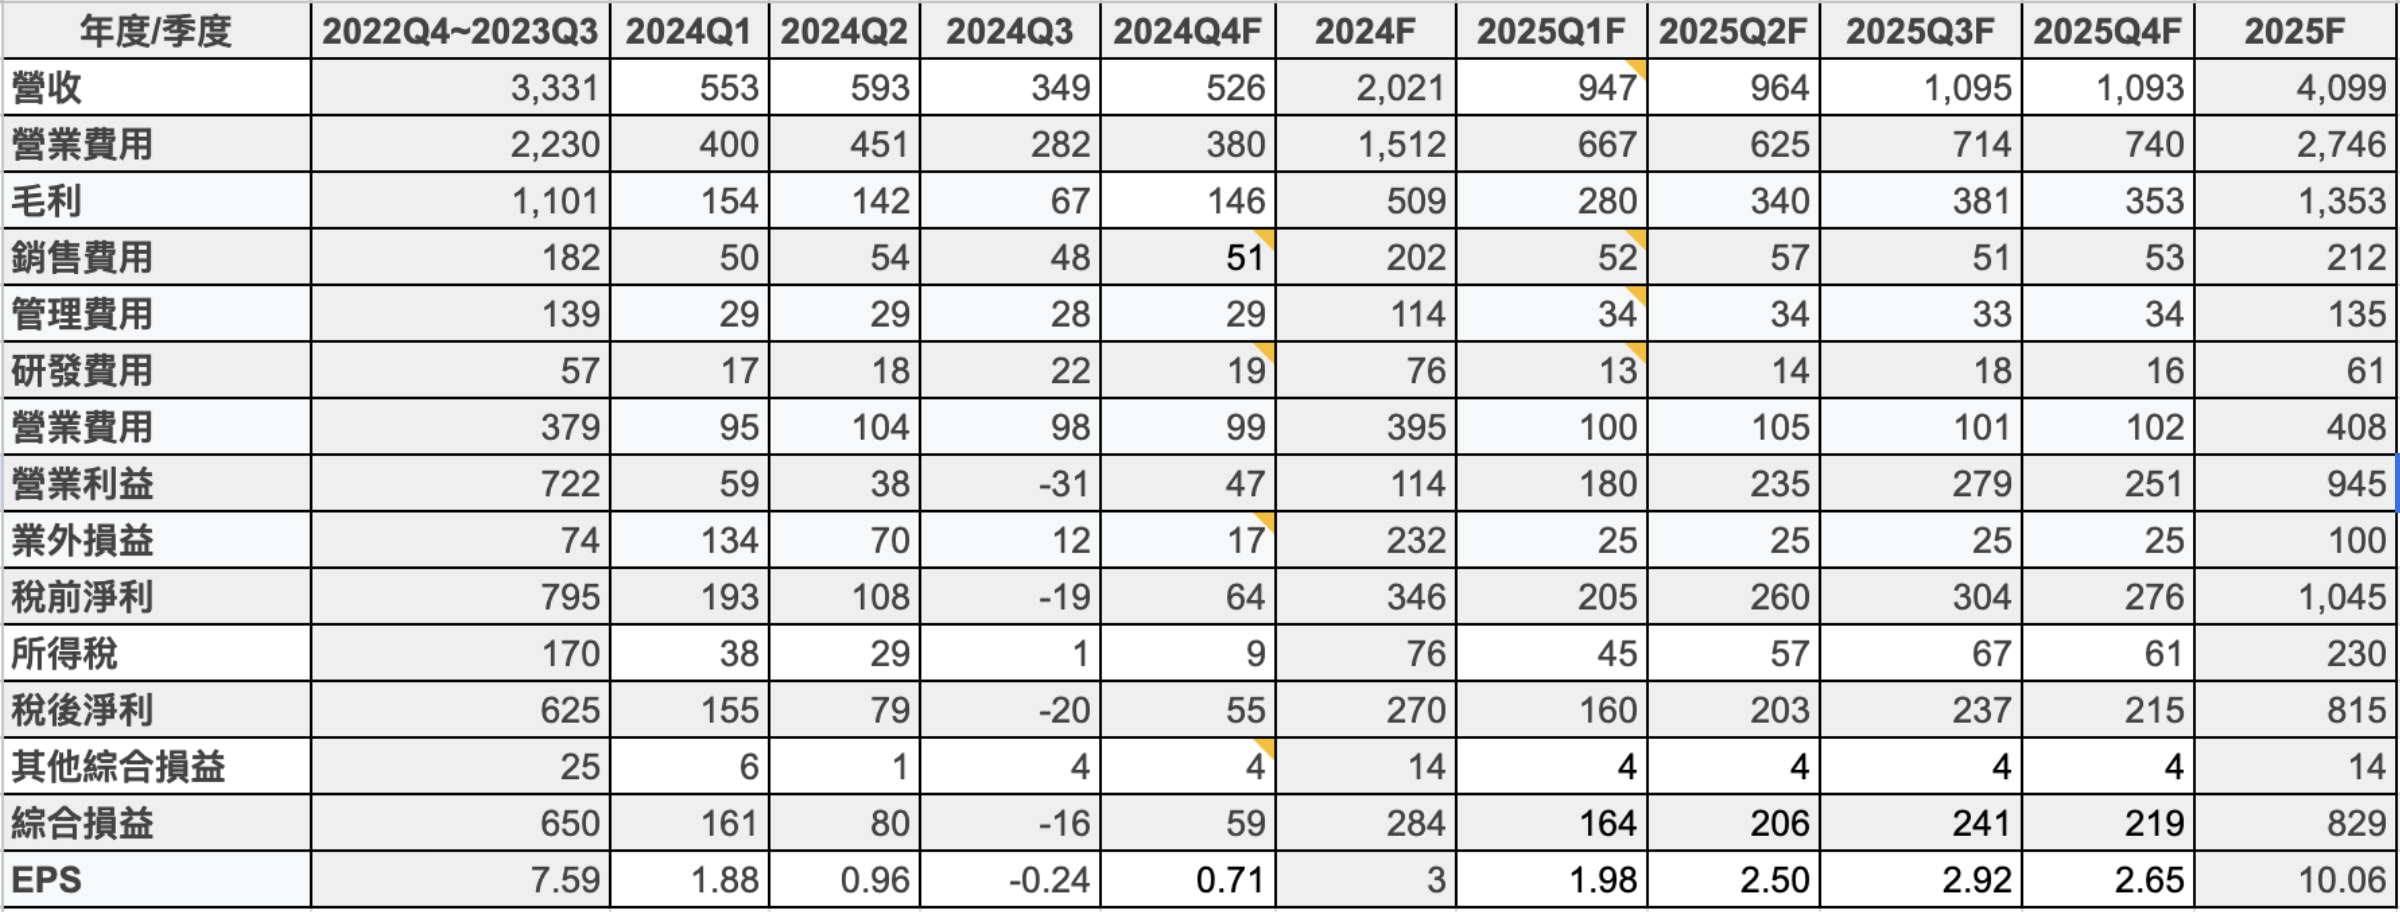 年度/季度 2022Q4~2023Q3 2024Q1 2024Q2 2024Q3 2024Q4F 2024F 2025Q1F 2025Q2F 2025Q3F 2025Q4F 2025F
營收 3,331 553 593 349 526 2,021 947 964 1,095 1,093 4,099
營業費用 2,230 400 451 282 380 1,512 667 625 714 740 2,746
毛利 1,101 154 142 67 146 509 280 340 381 353 1,353
銷售費用 182 50 54 48 51 202 52 57 51 53 212
管理費用 139 29 29 28 29 114 34 34 33 34 135
研發費用 57 17 18 22 19 76 13 14 18 16 61
營業費用 379 95 104 98 99 395 100 105 101 102 408
營業利益 722 59 38 -31 47 114 180 235 279 251 945
業外損益 74 134 70 12 17 232 25 25 25 25 100
稅前淨利 795 193 108 -19 64 346 205 260 304 276 1,045
所得稅 170 38 29 1 9 76 45 57 67 61 230
稅後淨利 625 155 79 -20 55 270 160 203 237 215 815
其他綜合損益 25 6 1 4 4 14 4 4 4 4 14
綜合損益 650 161 80 -16 59 284 164 206 241 219 829
EPS 7.59 1.88 0.96 -0.24 0.71 3 1.98 2.50 2.92 2.65 10.06